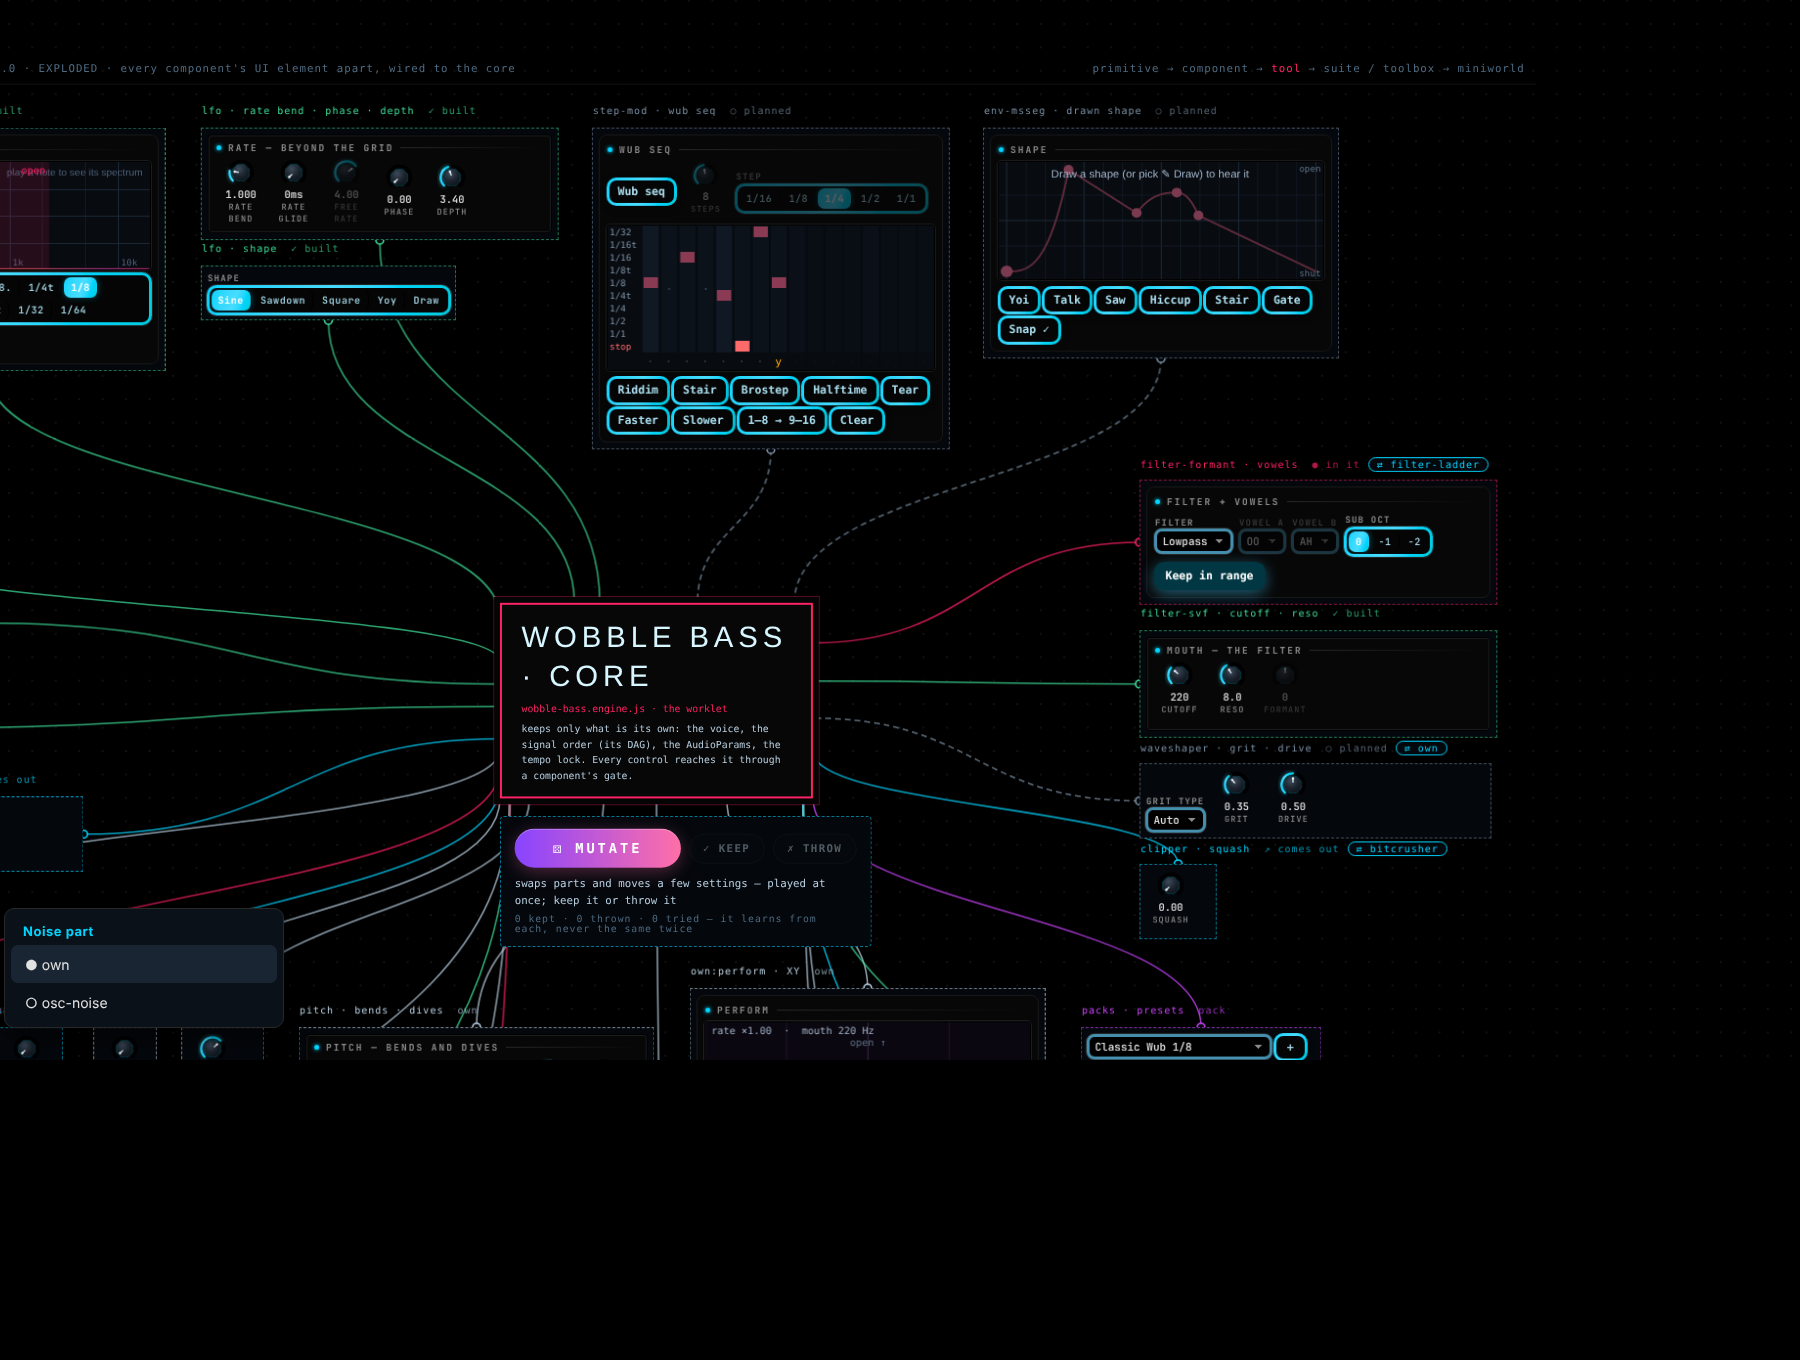 .0 · EXPLODED · every component's UI element apart, wired to the core
primitive → component → tool → suite / toolbox → miniworld
uilt
to see its spectrum
1k
10k
8.
1/4t
1/8
1/32
1/64
lfo · rate bend · phase · depth ✓ built
RATE — BEYOND THE GRID
1.000
RATE BEND
0ms
RATE GLIDE
4.00
FREE RATE
0.00
PHASE
3.40
DEPTH
lfo · shape ✓ built
SHAPE
Sine Sawdown Square Yoy Draw
step-mod · wub seq ○ planned
WUB SEQ
Wub seq
8
STEPS
STEP
1/16 1/8 1/4 1/2 1/1
1/32
1/16t
1/16
1/8t
1/8
1/4t
1/4
1/2
1/1
stop
y
Riddim Stair Brostep Halftime Tear
Faster Slower 1–8 → 9–16 Clear
env-msseg · drawn shape ○ planned
SHAPE
Draw a shape (or pick ✎ Draw) to hear it
open
shut
Yoi Talk Saw Hiccup Stair Gate
Snap ✓
filter-formant · vowels ● in it ⇄ filter-ladder
FILTER + VOWELS
FILTER VOWEL A VOWEL B SUB OCT
Lowpass OO AH 0 -1 -2
Keep in range
filter-svf · cutoff · reso ✓ built
MOUTH — THE FILTER
220 8.0 0
CUTOFF RESO FORMANT
waveshaper · grit · drive ○ planned ⇄ own
GRIT TYPE
Auto
0.35 0.50
GRIT DRIVE
clipper · squash ↗ comes out ⇄ bitcrusher
0.00
SQUASH
WOBBLE BASS
· CORE
wobble-bass.engine.js · the worklet
keeps only what is its own: the voice, the
signal order (its DAG), the AudioParams, the
tempo lock. Every control reaches it through
a component's gate.
es out
⚄ MUTATE ✓ KEEP ✗ THROW
swaps parts and moves a few settings — played at
once; keep it or throw it
0 kept · 0 thrown · 0 tried — it learns from
each, never the same twice
Noise part
own
osc-noise
pitch · bends · dives own
PITCH — BENDS AND DIVES
own:perform · XY own
PERFORM
rate ×1.00 · mouth 220 Hz
open ↑
packs · presets pack
Classic Wub 1/8 +